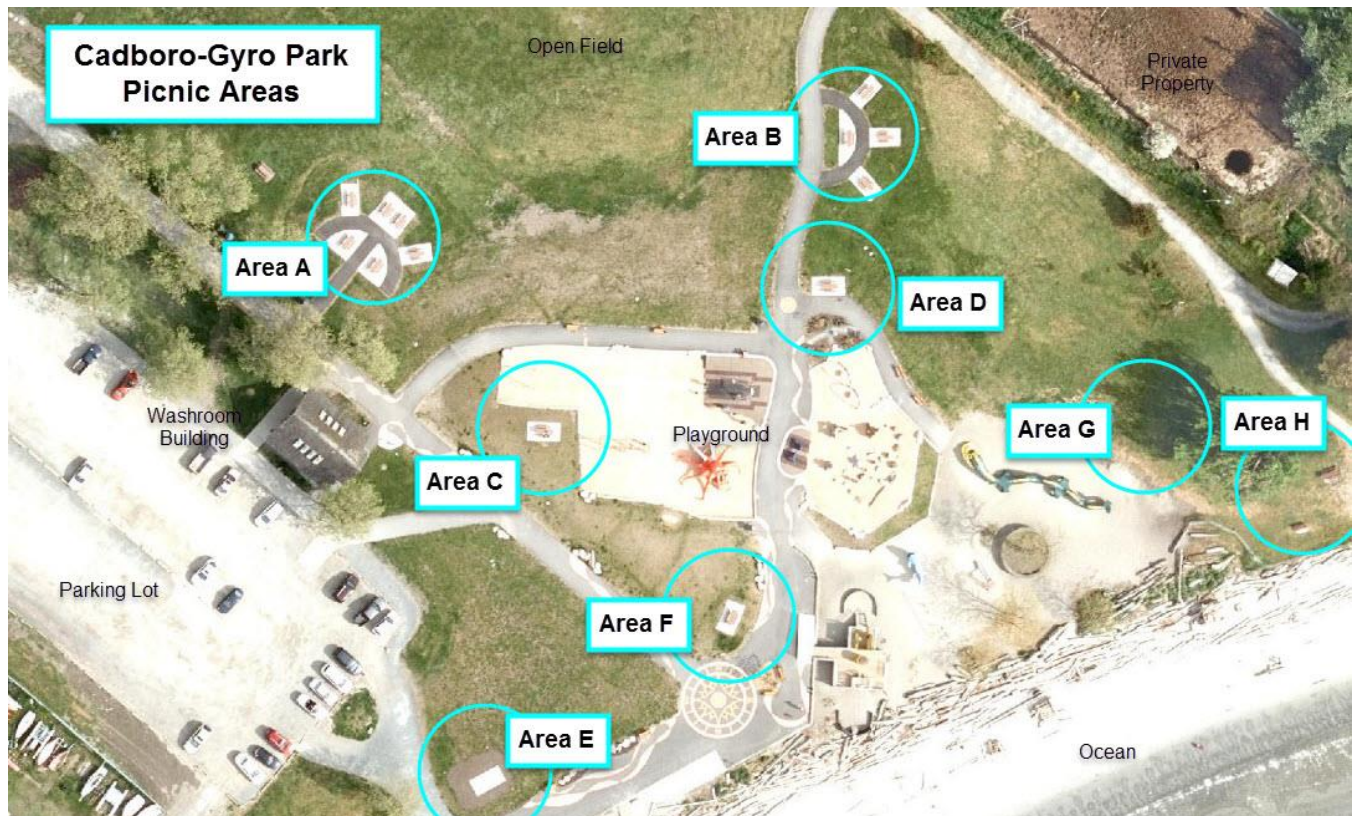 Cadboro-Gyro Park
Picnic Areas
Open Field
Private
Property
Area B
Area A
Area D
Washroom
Building
Playground
Area G
Area H
Area C
Parking Lot
Area F
Area E
Ocean